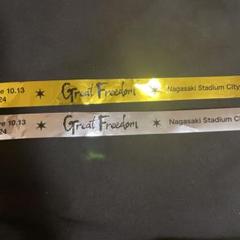 e 10.13
24
Great Freedom
Nagasaki Stadium City
e 10.13
24
Great Freedom
Nagasaki Stadium C